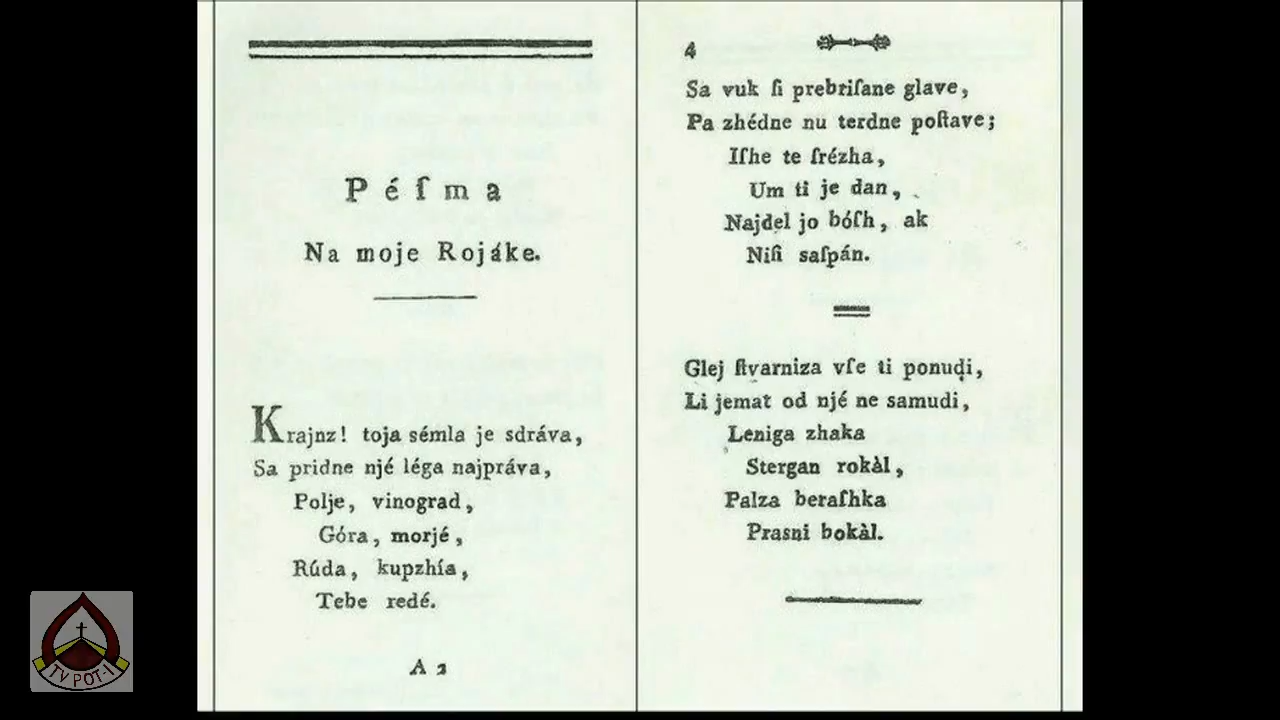 Péſma
Na moje Rojáke.
Krajnz! toja sémla je sdráva,
Sa pridne njé léga najpráva,
Polje, vinograd,
Góra, morjé,
Rúda, kupzhía,
Tebe redé.
A 2
4
Sa vuk ſi prebriſane glave,
Pa zhédne nu terdne poſtave;
Iſhe te ſrézha,
Um ti je dan,
Najdel jo bóſh, ak
Niſi saſpán.
Glej ſtvarniza vſe ti ponudi,
Li jemat od njé ne samudi,
Leniga zhaka
Stergan rokàl,
Palza beraſhka
Prasni bokàl.
TV POT-1